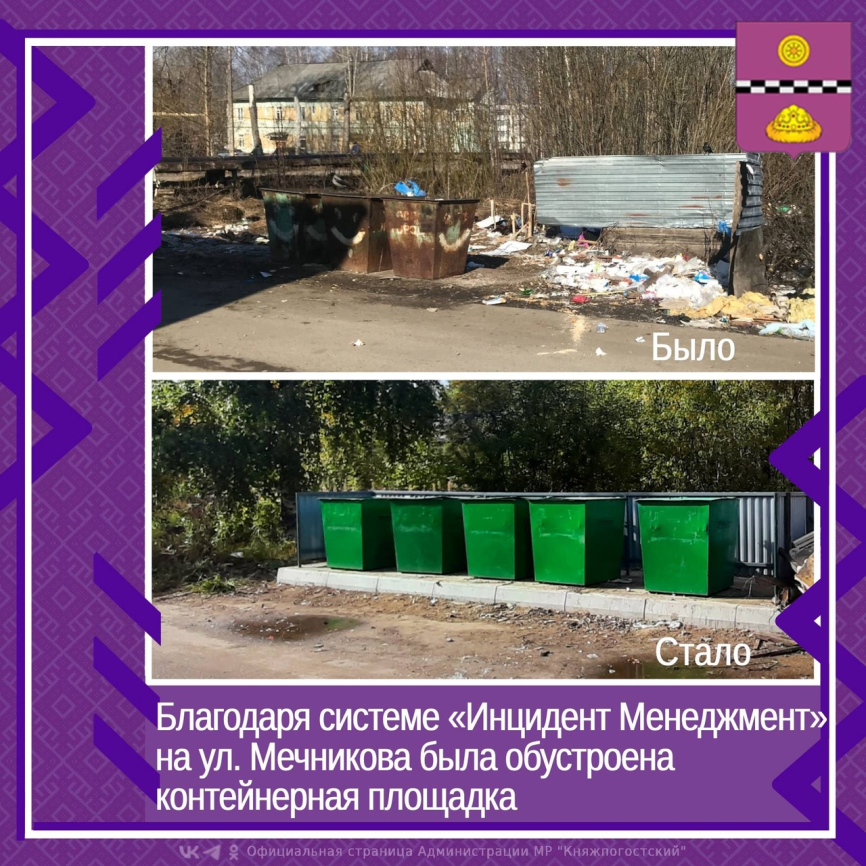 Было
Стало
Благодаря системе «Инцидент Менеджмент»
на ул. Мечникова была обустроена
контейнерная площадка
Официальная страница Администрации МР "Княжпогостский"